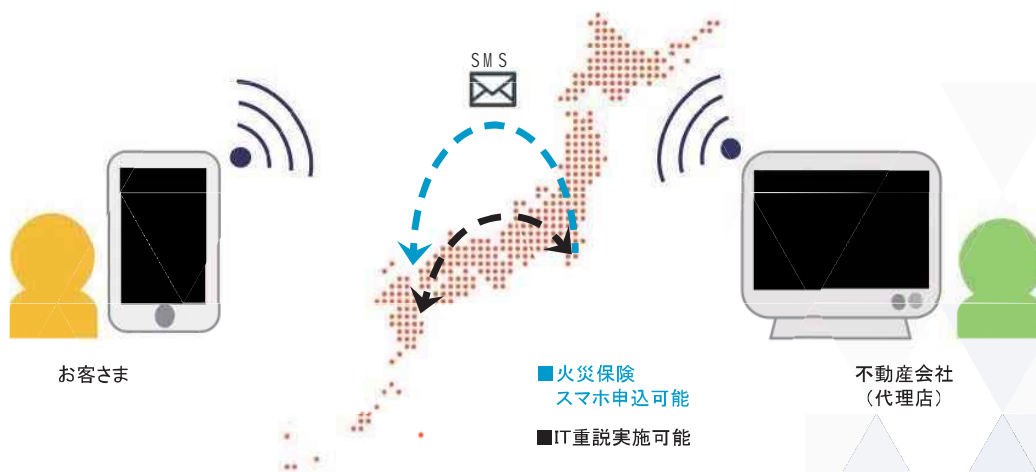 SMS
お客さま
■火災保険
スマホ申込可能
■IT重説実施可能
不動産会社
（代理店）